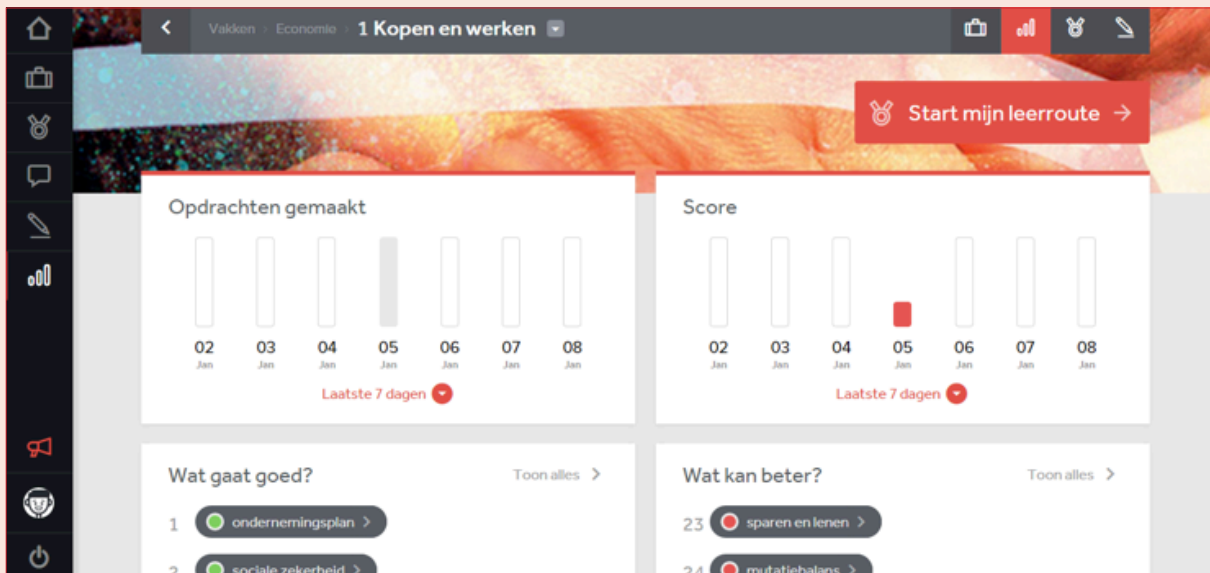 Vakken › Economie › 1 Kopen en werken
Start mijn leerroute →
Opdrachten gemaakt
02 03 04 05 06 07 08
Jan Jan Jan Jan Jan Jan Jan
Laatste 7 dagen
Score
02 03 04 05 06 07 08
Jan Jan Jan Jan Jan Jan Jan
Laatste 7 dagen
Wat gaat goed? Toon alles >
1 ondernemingsplan >
2 sociale zekerheid >
Wat kan beter? Toon alles >
23 sparen en lenen >
24 mutatiebalans >